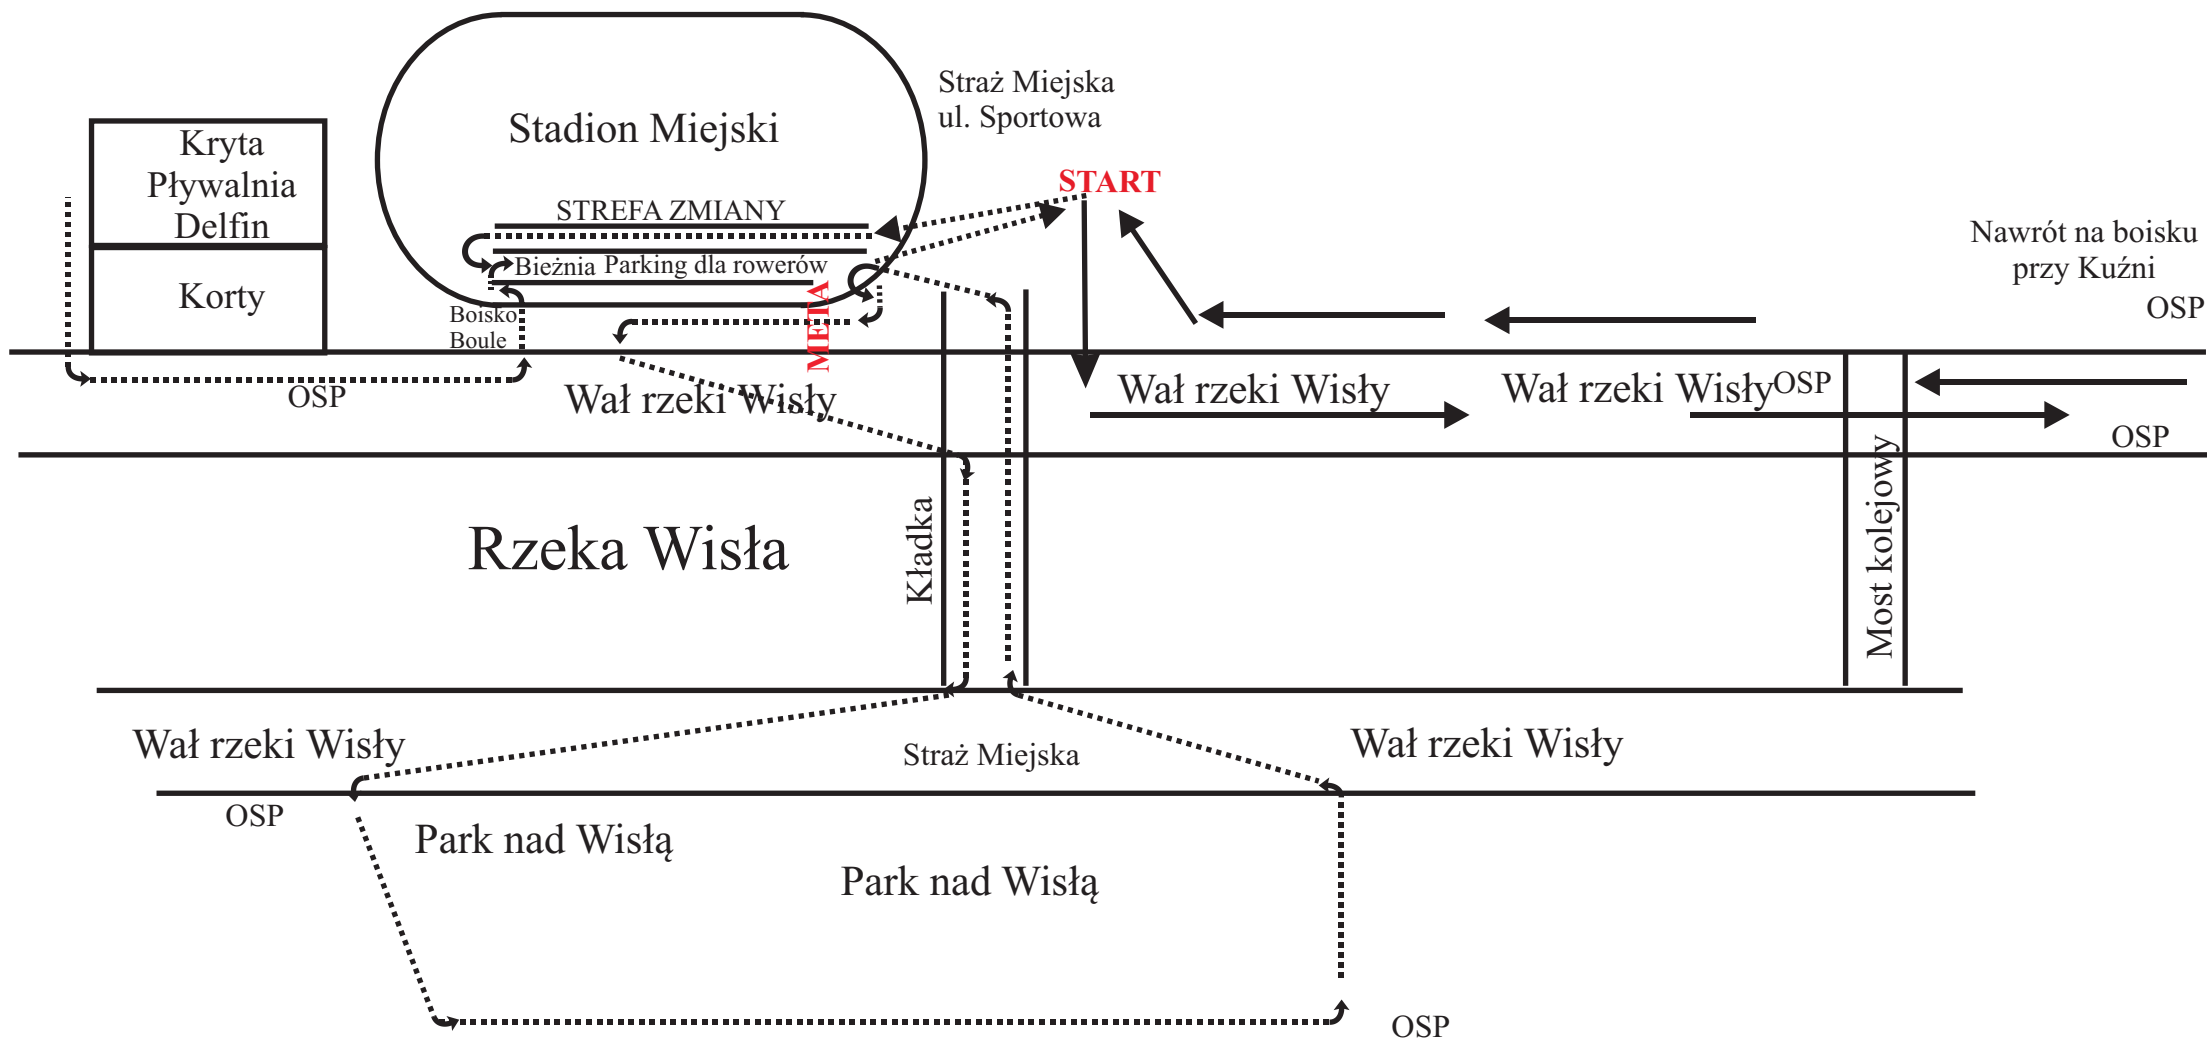 Straż Miejska
ul. Sportowa
Stadion Miejski
Kryta
Pływalnia
Delfin
Korty
START
STREFA ZMIANY
Bieżnia Parking dla rowerów
Nawrót na boisku
przy Kuźni
OSP
Boisko
Boule
META
OSP
Wał rzeki Wisły
Wał rzeki Wisły
Wał rzeki Wisły
OSP
OSP
Rzeka Wisła
Kładka
Most kolejowy
Wał rzeki Wisły
Straż Miejska
Wał rzeki Wisły
OSP
Park nad Wisłą
Park nad Wisłą
OSP